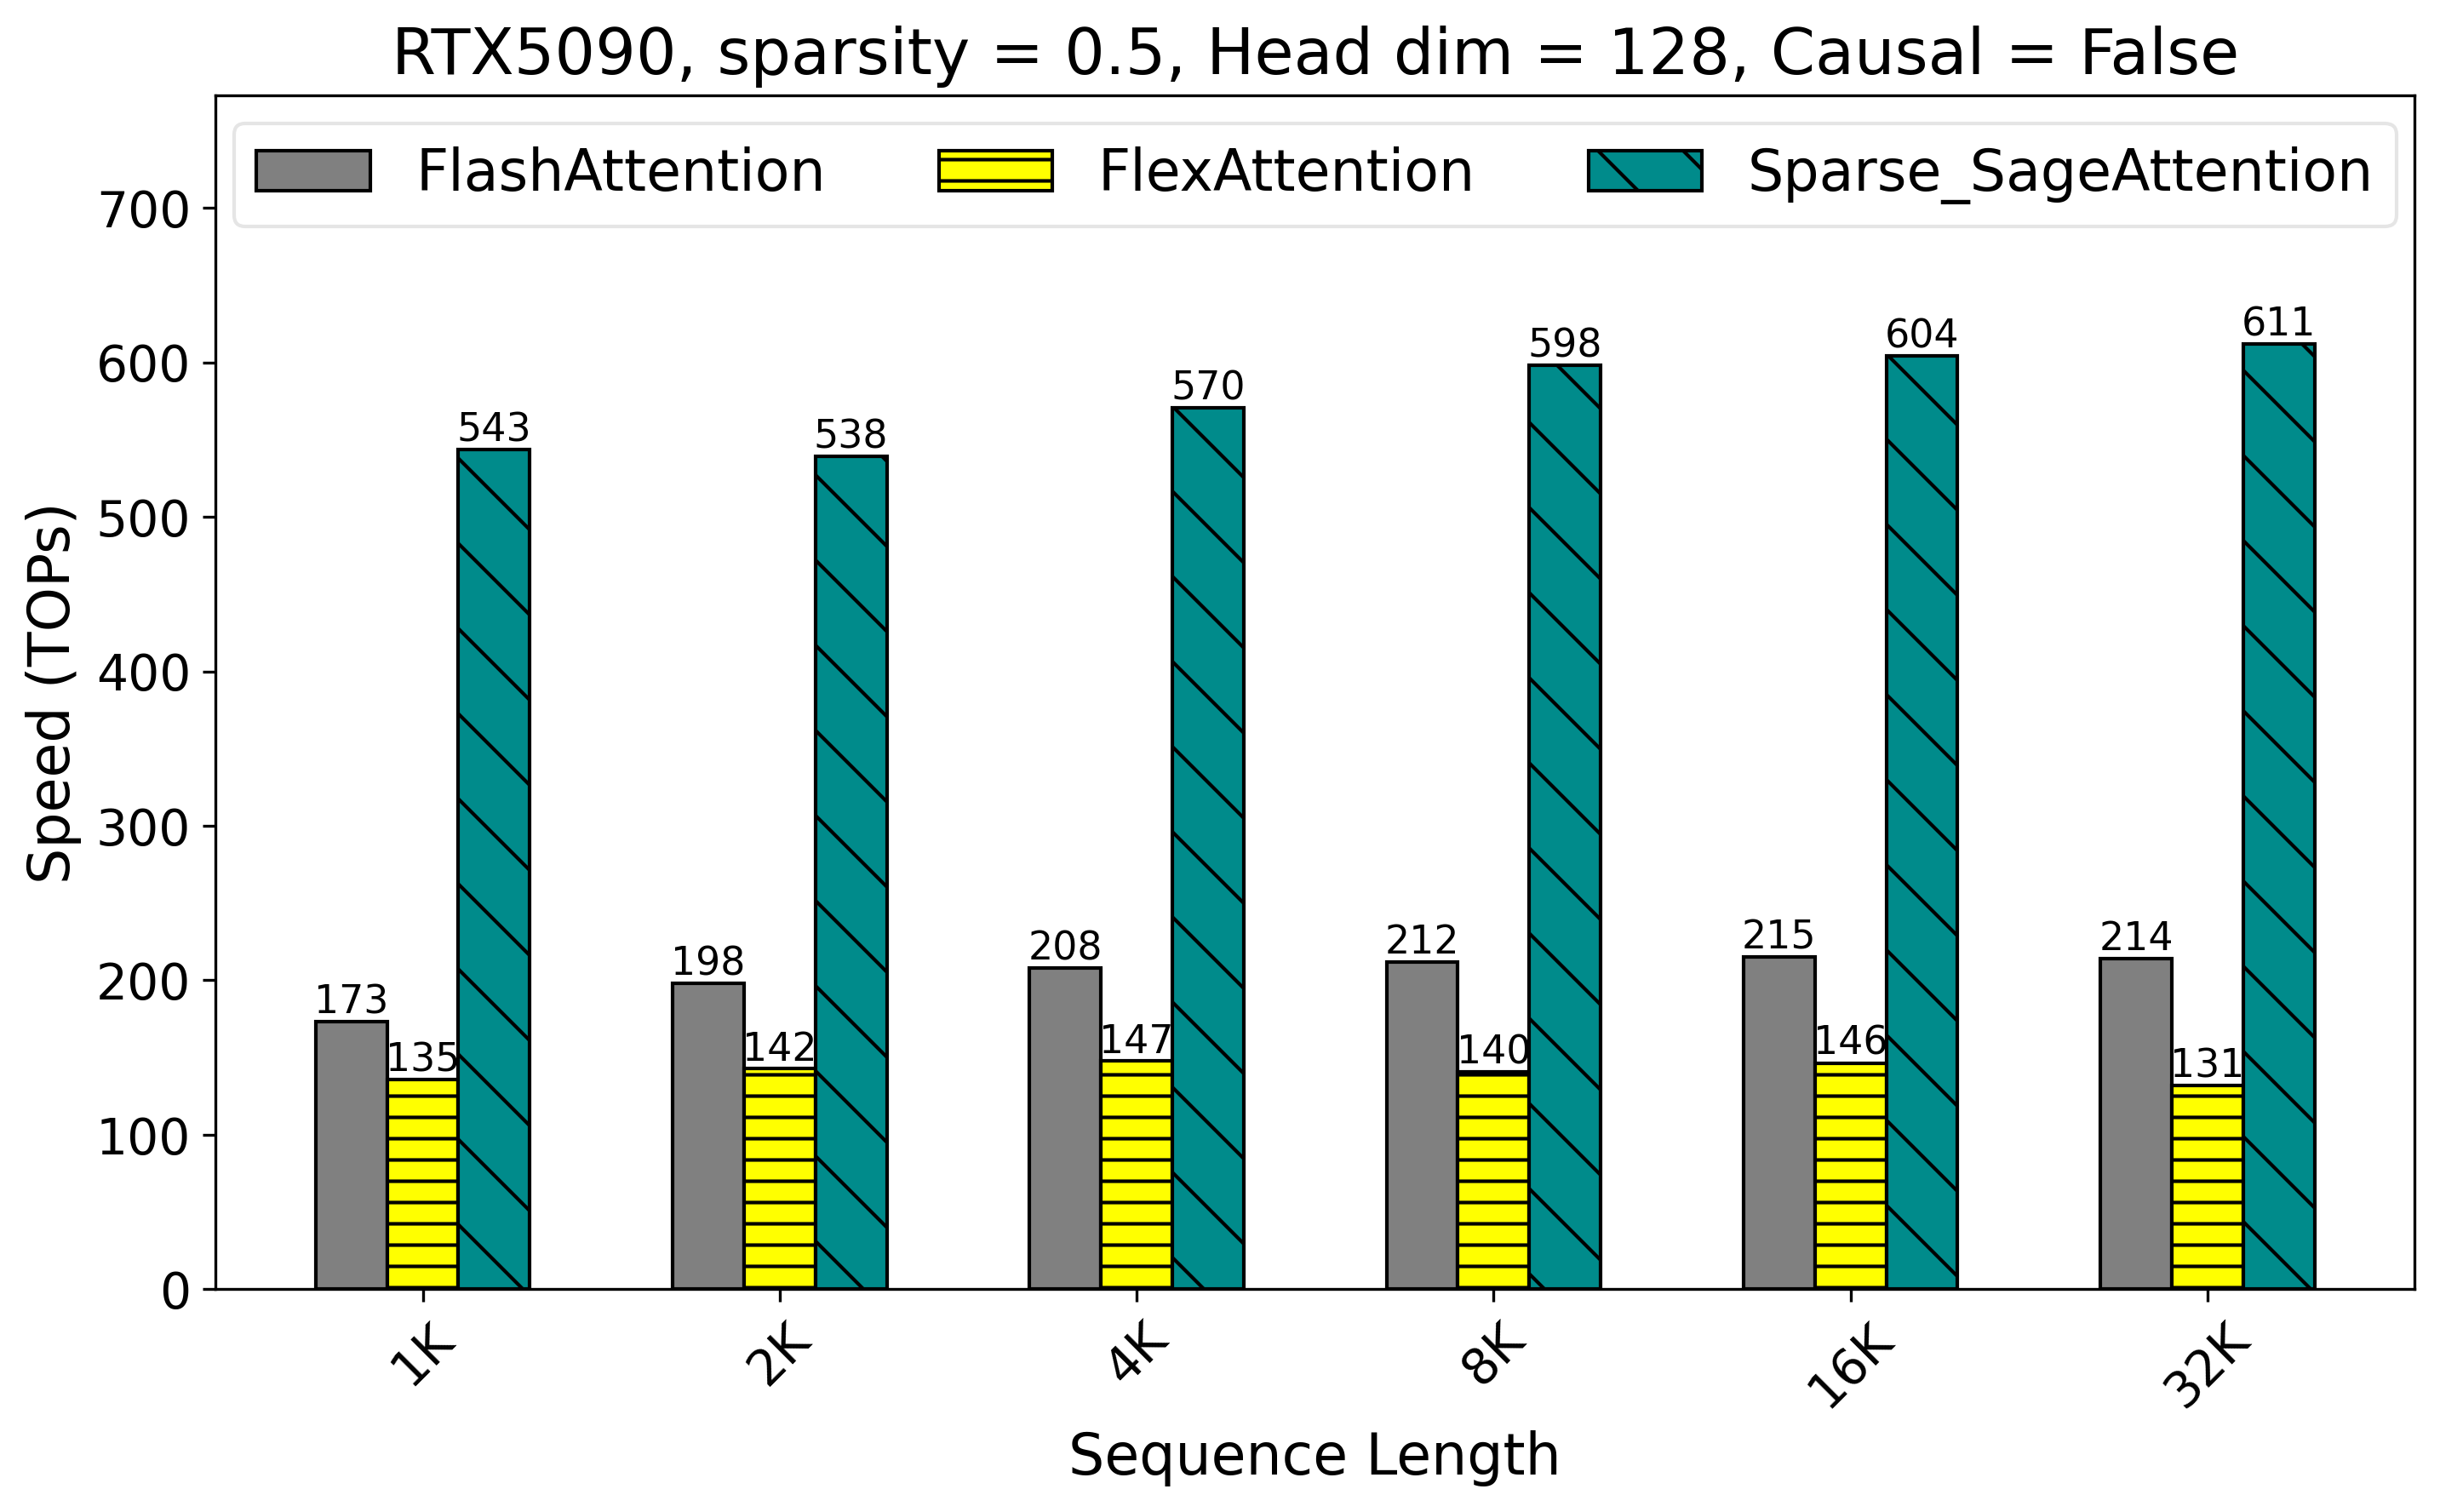 RTX5090, sparsity = 0.5, Head dim = 128, Causal = False
FlashAttention
FlexAttention
Sparse_SageAttention
Speed (TOPs)
700
600
500
400
300
200
100
0
173
135
543
198
142
538
208
147
570
212
140
598
215
146
604
214
131
611
1K
2K
4K
8K
16K
32K
Sequence Length